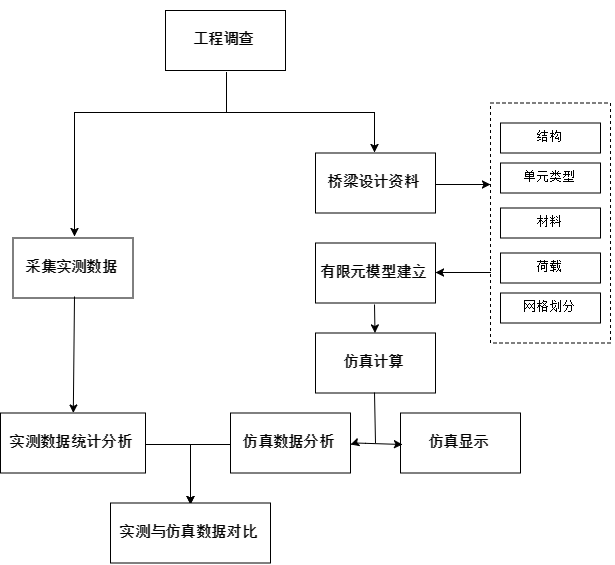 工程调查
桥梁设计资料
结构
单元类型
材料
荷载
网格划分
采集实测数据
有限元模型建立
仿真计算
实测数据统计分析
仿真数据分析
仿真显示
实测与仿真数据对比